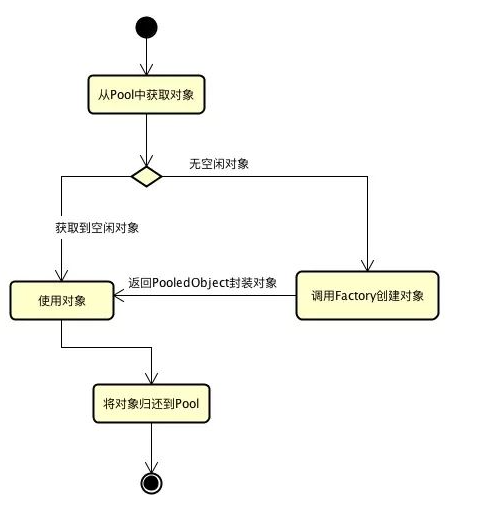 从Pool中获取对象
无空闲对象
获取到空闲对象
返回PooledObject封装对象
使用对象
调用Factory创建对象
将对象归还到Pool